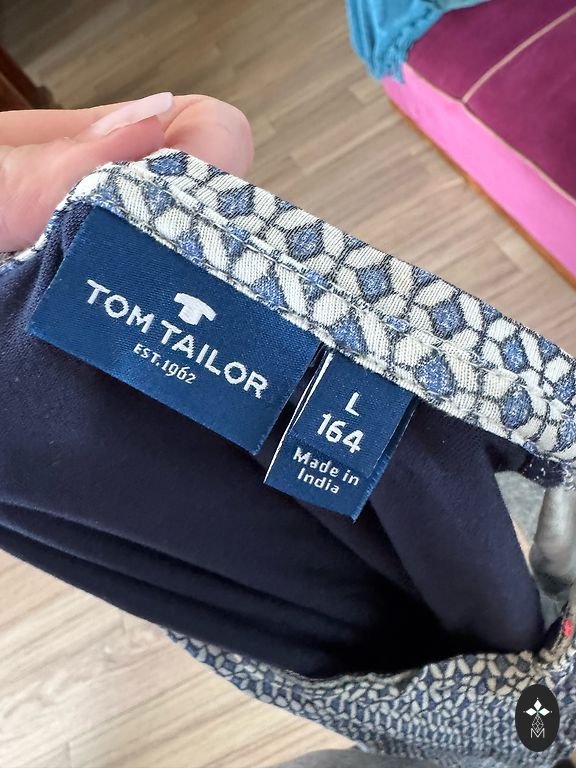 TOM TAILOR
EST.1962
L
164
Made in
India
M